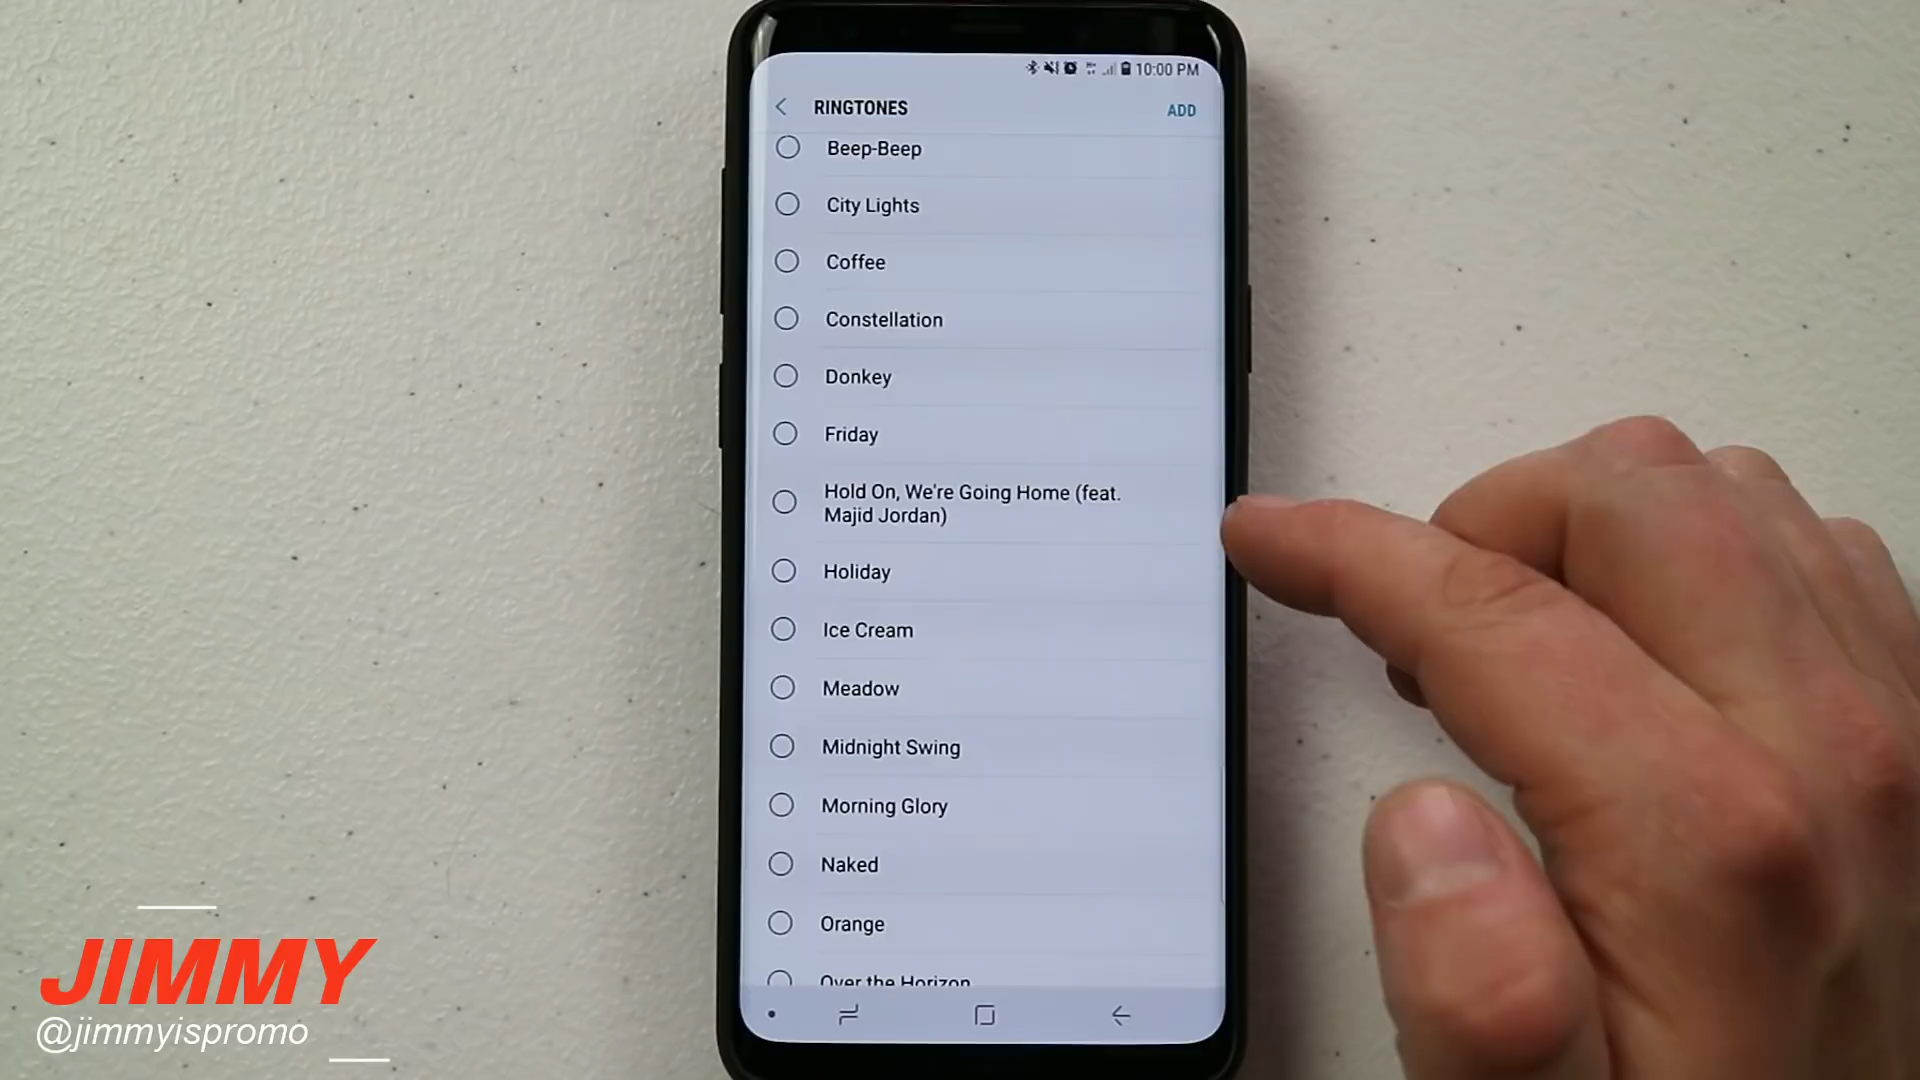 10:00 PM
RINGTONES
ADD
Beep-Beep
City Lights
Coffee
Constellation
Donkey
Friday
Hold On, We're Going Home (feat.
Majid Jordan)
Holiday
Ice Cream
Meadow
Midnight Swing
Morning Glory
Naked
Orange
Over the Horizon
JIMMY
@jimmyispromo